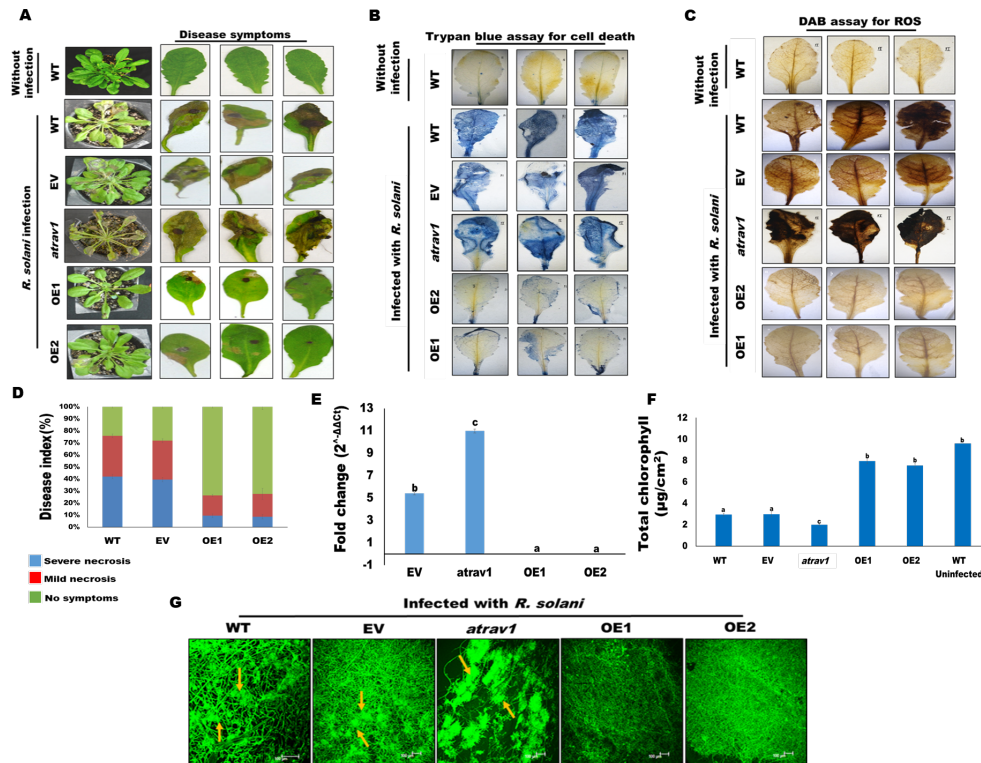 A
Disease symptoms
Without infection
WT
R. solani infection
WT
EV
atrav1
OE1
OE2
B
Trypan blue assay for cell death
Without infection
WT
Infected with R. solani
WT
EV
atrav1
OE2
OE1
C
DAB assay for ROS
Without infection
WT
Infected with R. solani
WT
EV
atrav1
OE2
OE1
D
Disease index(%)
100%
90%
80%
70%
60%
50%
40%
30%
20%
10%
0%
WT EV OE1 OE2
Severe necrosis
Mild necrosis
No symptoms
E
Fold change (2^-ΔΔCt)
13
11
9
7
5
3
1
-1
b c a a
EV atrav1 OE1 OE2
F
Total chlorophyll (µg/cm²)
12
10
8
6
4
2
0
a a c b b b
WT EV atrav1 OE1 OE2 WT Uninfected
G
Infected with R. solani
WT EV atrav1 OE1 OE2